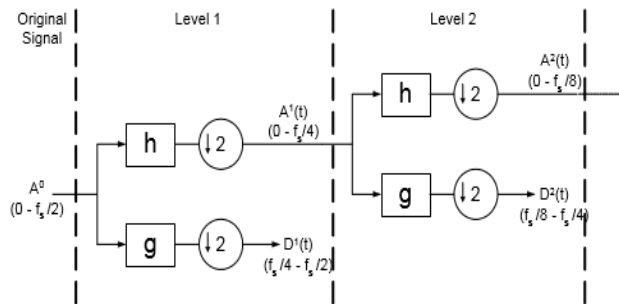 Original
Signal
Level 1
Level 2
A²(t)
(0 - fₛ/8)
h
↓2
A¹(t)
(0 - fₛ/4)
h
↓2
A⁰
(0 - fₛ/2)
g
↓2
D²(t)
(fₛ/8 - fₛ/4)
g
↓2
D¹(t)
(fₛ/4 - fₛ/2)